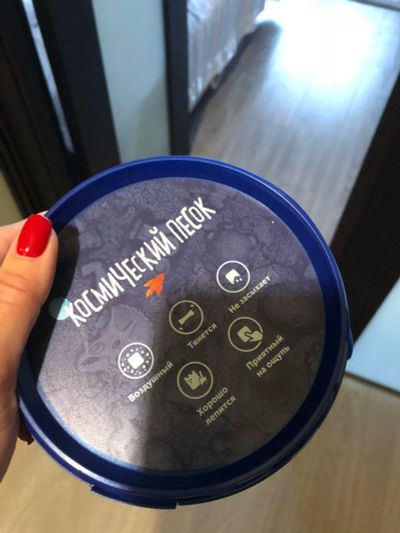 КОСМИЧЕСКИЙ ПЕСОК
Не засыхает
Тянется
Приятный
на ощупь
Воздушный
Хорошо
лепится